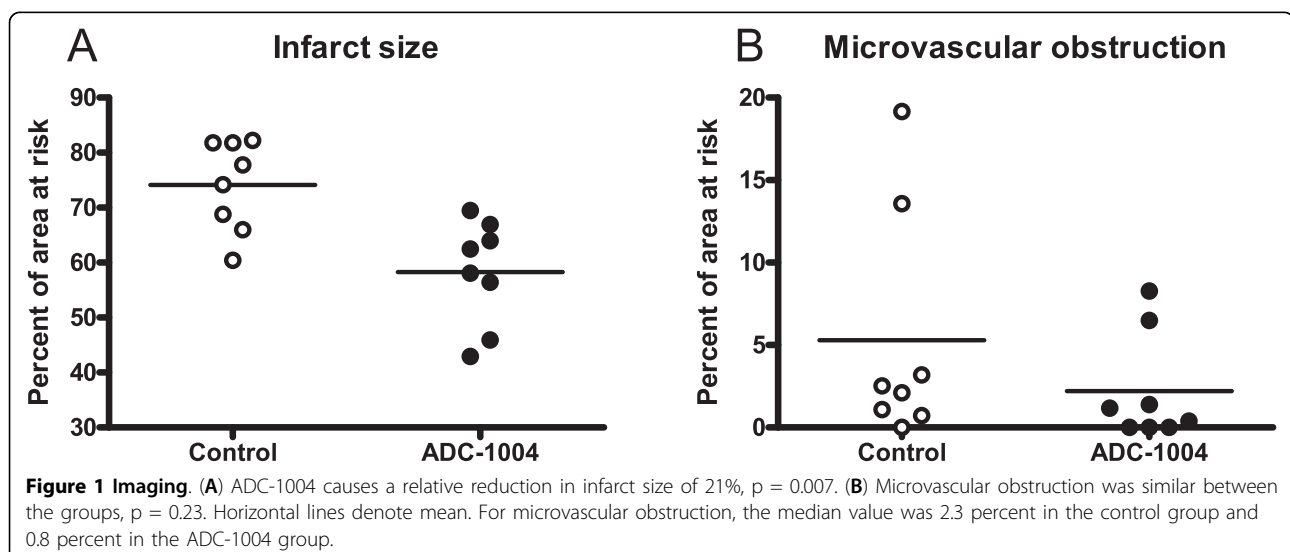 A Infarct size
90
80
70
60
50
40
30
Percent of area at risk
Control ADC-1004
B Microvascular obstruction
20
15
10
5
0
Percent of area at risk
Control ADC-1004
Figure 1 Imaging. (A) ADC-1004 causes a relative reduction in infarct size of 21%, p = 0.007. (B) Microvascular obstruction was similar between
the groups, p = 0.23. Horizontal lines denote mean. For microvascular obstruction, the median value was 2.3 percent in the control group and
0.8 percent in the ADC-1004 group.